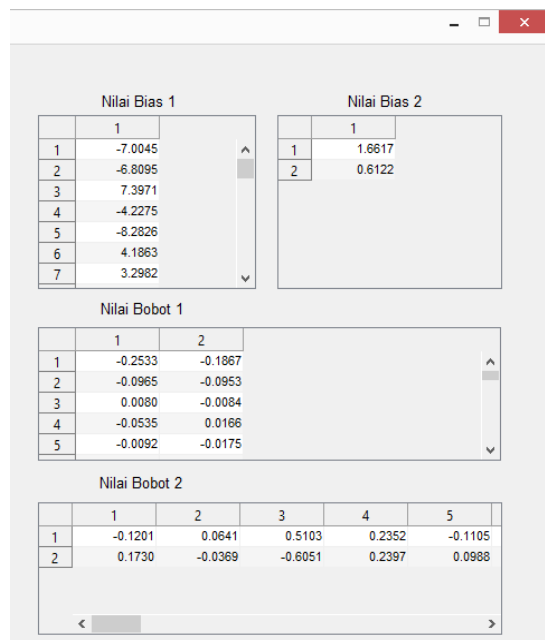 Nilai Bias 1 Nilai Bias 2
1 1
1 -7.0045 1 1.6617
2 -6.8095 2 0.6122
3 7.3971
4 -4.2275
5 -8.2826
6 4.1863
7 3.2982
Nilai Bobot 1
1 2
1 -0.2533 -0.1867
2 -0.0965 -0.0953
3 0.0080 -0.0084
4 -0.0535 0.0166
5 -0.0092 -0.0175
Nilai Bobot 2
1 2 3 4 5
1 -0.1201 0.0641 0.5103 0.2352 -0.1105
2 0.1730 -0.0369 -0.6051 0.2397 0.0988